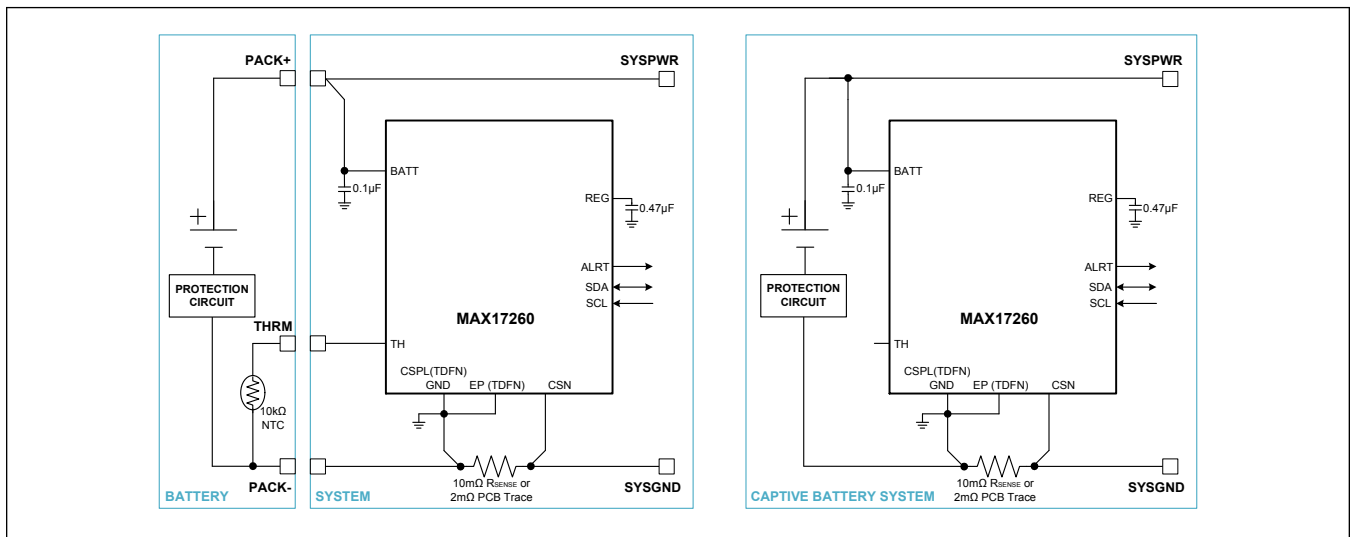 PACK+
SYSPWR
BATT
0.1µF
REG
0.47µF
+
PROTECTION
CIRCUIT
ALRT
SDA
SCL
MAX17260
THRM
TH
CSPL(TDFN)
GND
EP (TDFN)
CSN
10kΩ
NTC
10mΩ RSENSE or
2mΩ PCB Trace
PACK-
SYSGND
BATTERY
SYSTEM
SYSPWR
BATT
0.1µF
REG
0.47µF
+
PROTECTION
CIRCUIT
ALRT
SDA
SCL
MAX17260
TH
CSPL(TDFN)
GND
EP (TDFN)
CSN
10mΩ RSENSE or
2mΩ PCB Trace
SYSGND
CAPTIVE BATTERY SYSTEM